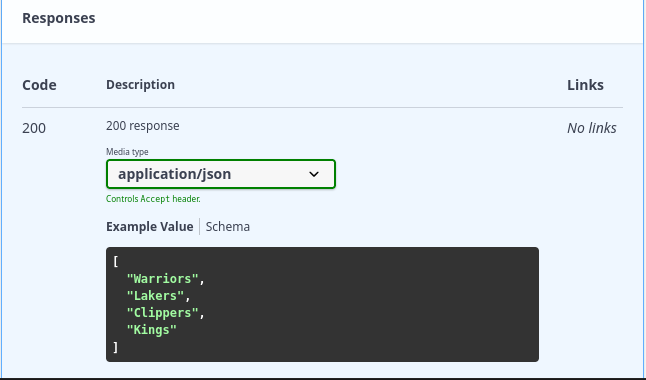 Responses
Code Description Links
200 200 response No links
Media type
application/json
Controls Accept header.
Example Value Schema
[
"Warriors",
"Lakers",
"Clippers",
"Kings"
]